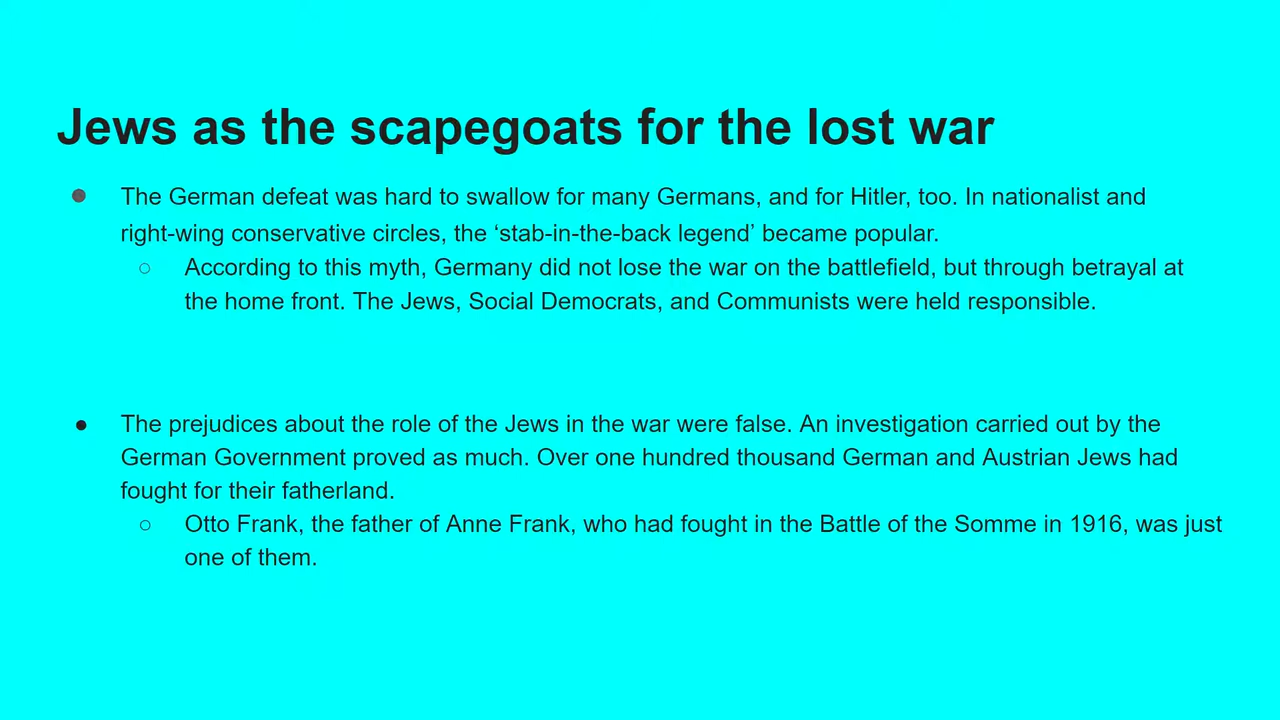 Jews as the scapegoats for the lost war
● The German defeat was hard to swallow for many Germans, and for Hitler, too. In nationalist and
right-wing conservative circles, the ‘stab-in-the-back legend’ became popular.
○ According to this myth, Germany did not lose the war on the battlefield, but through betrayal at
the home front. The Jews, Social Democrats, and Communists were held responsible.
● The prejudices about the role of the Jews in the war were false. An investigation carried out by the
German Government proved as much. Over one hundred thousand German and Austrian Jews had
fought for their fatherland.
○ Otto Frank, the father of Anne Frank, who had fought in the Battle of the Somme in 1916, was just
one of them.